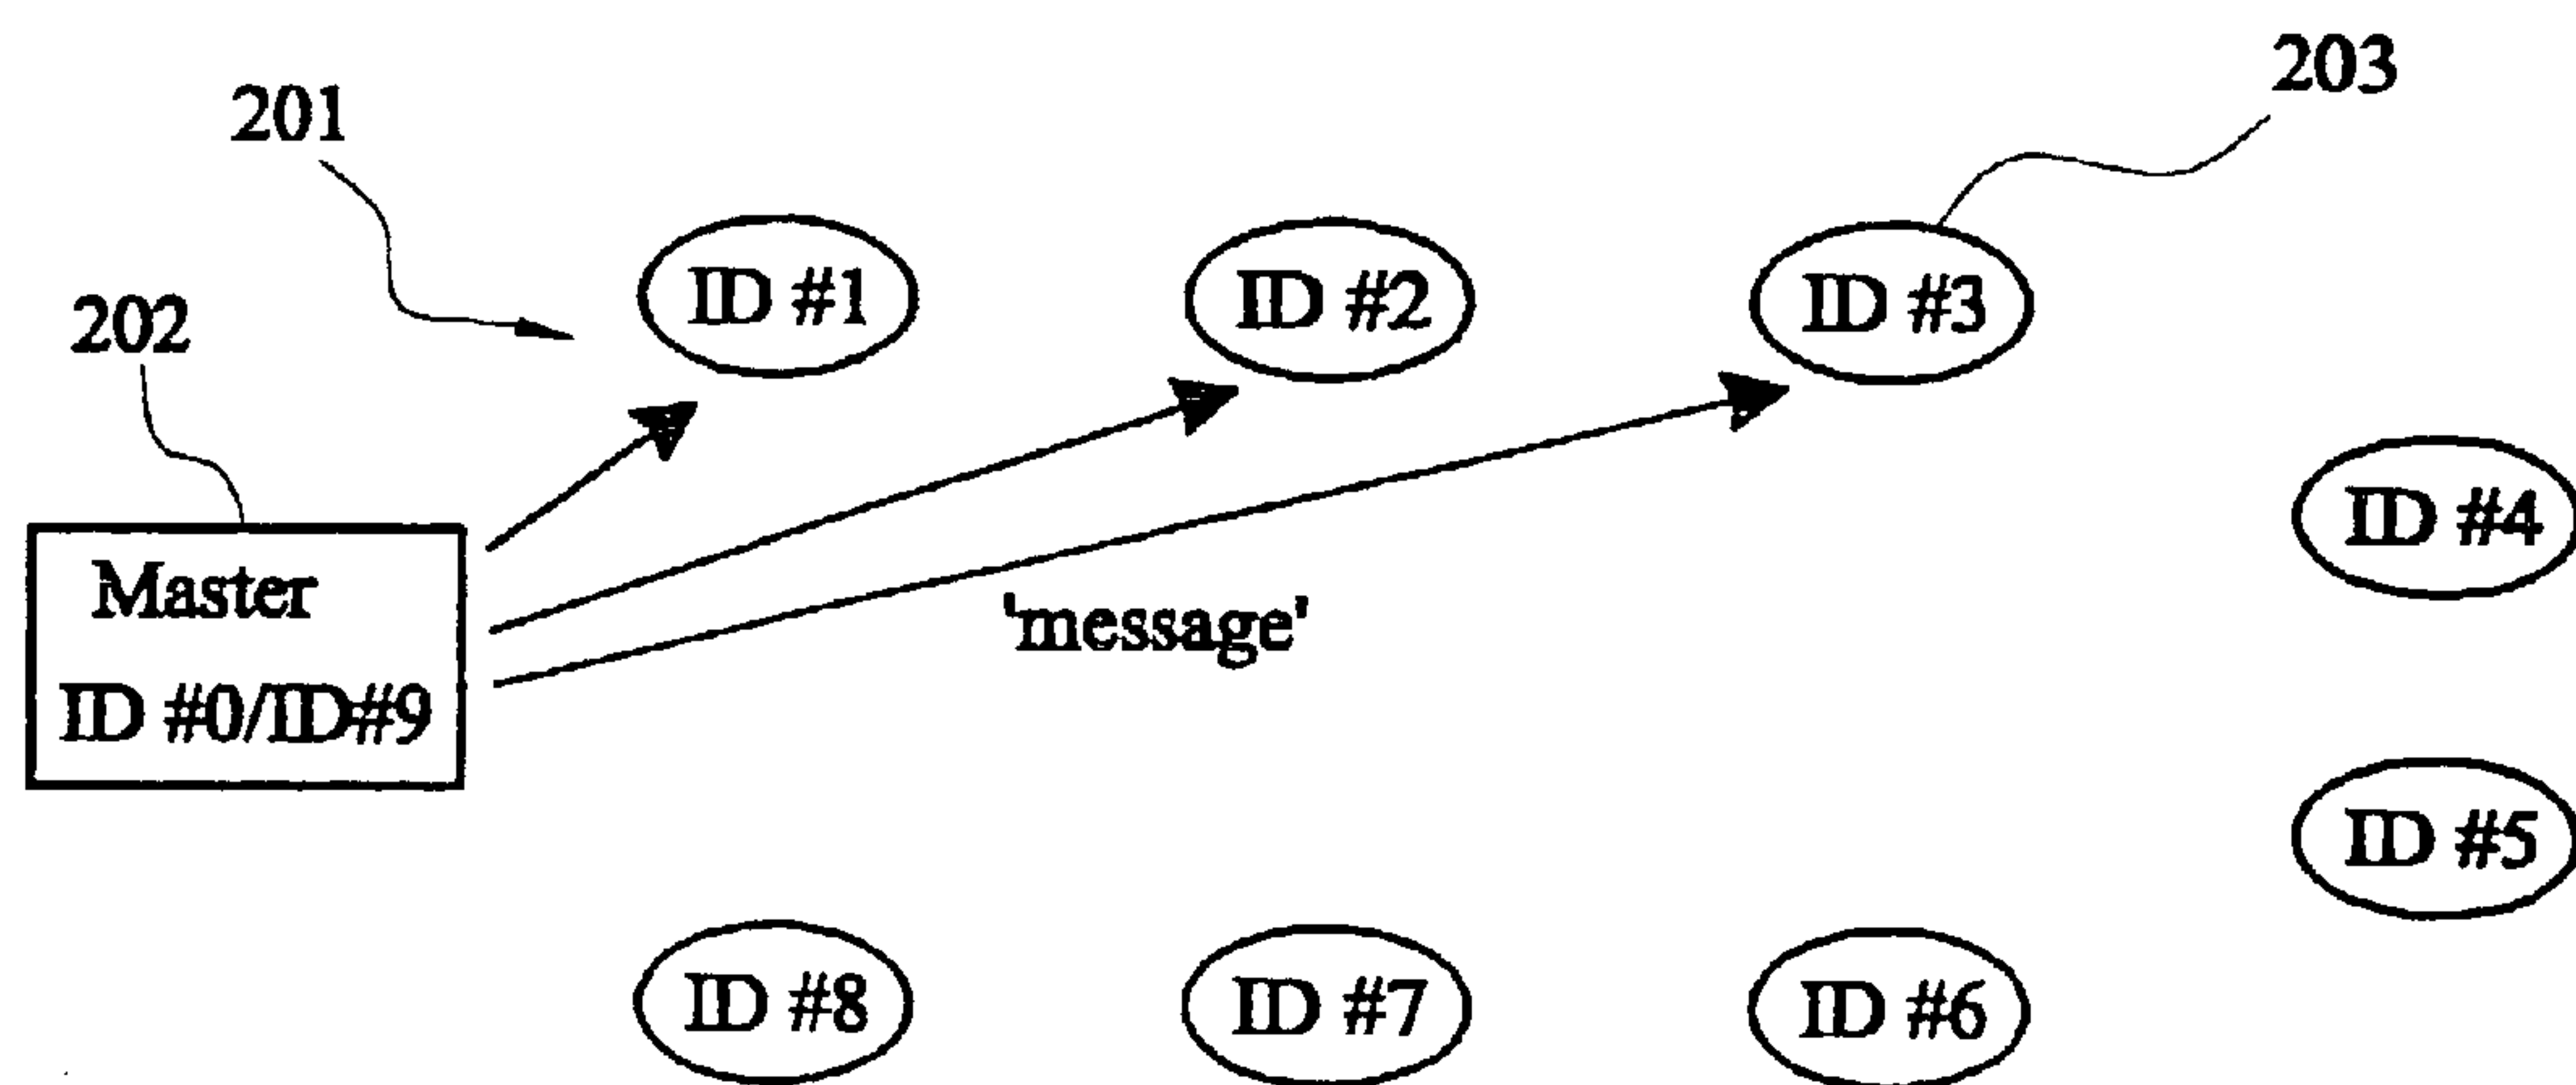 203
201
ID #1
ID #2
ID #3
202
ID #4
Master
'message'
ID #0/ID#9
ID #5
ID #8
ID #7
ID #6